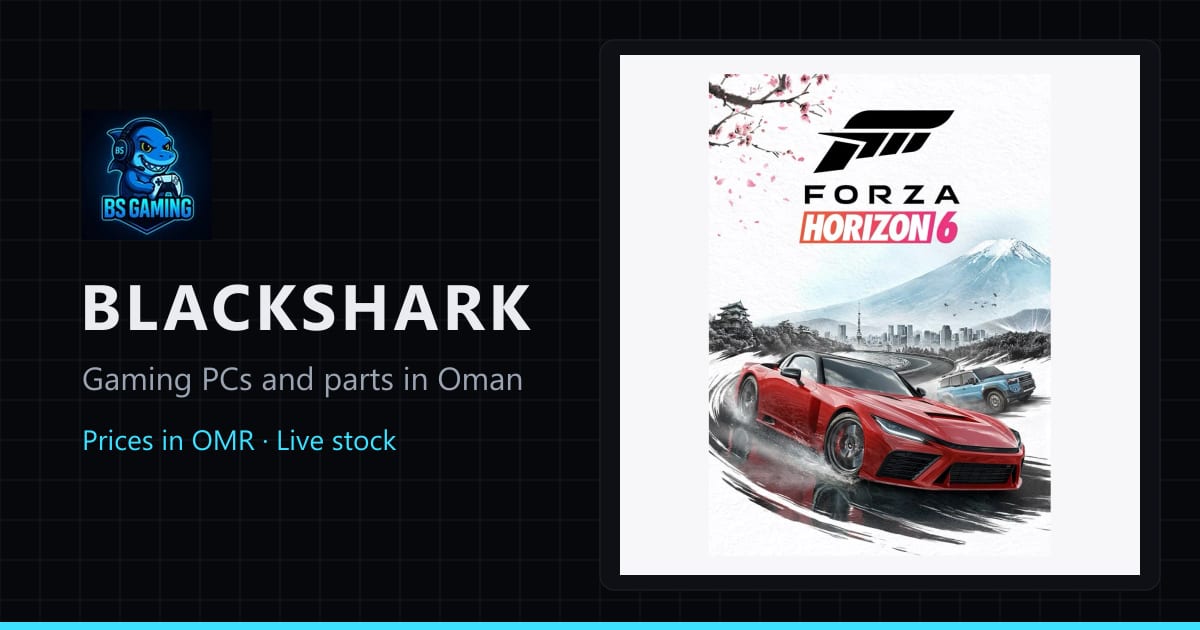 BS
BS GAMING
BLACKSHARK
Gaming PCs and parts in Oman
Prices in OMR · Live stock
FORZA
HORIZON 6